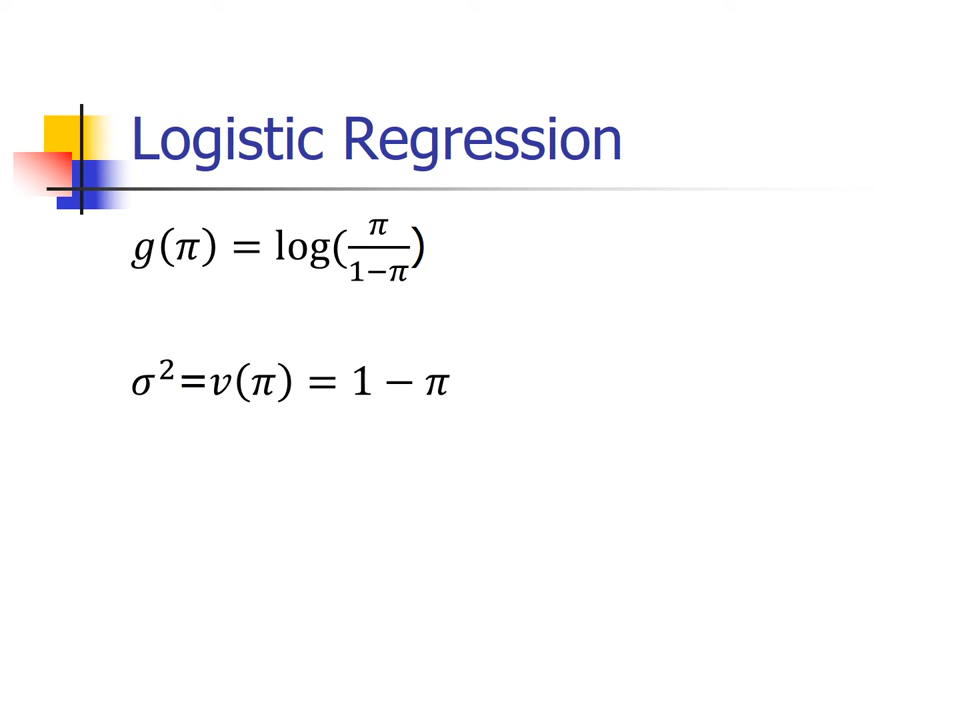 Logistic Regression
g(π) = log(π/1−π)
σ²=v(π) = 1 − π